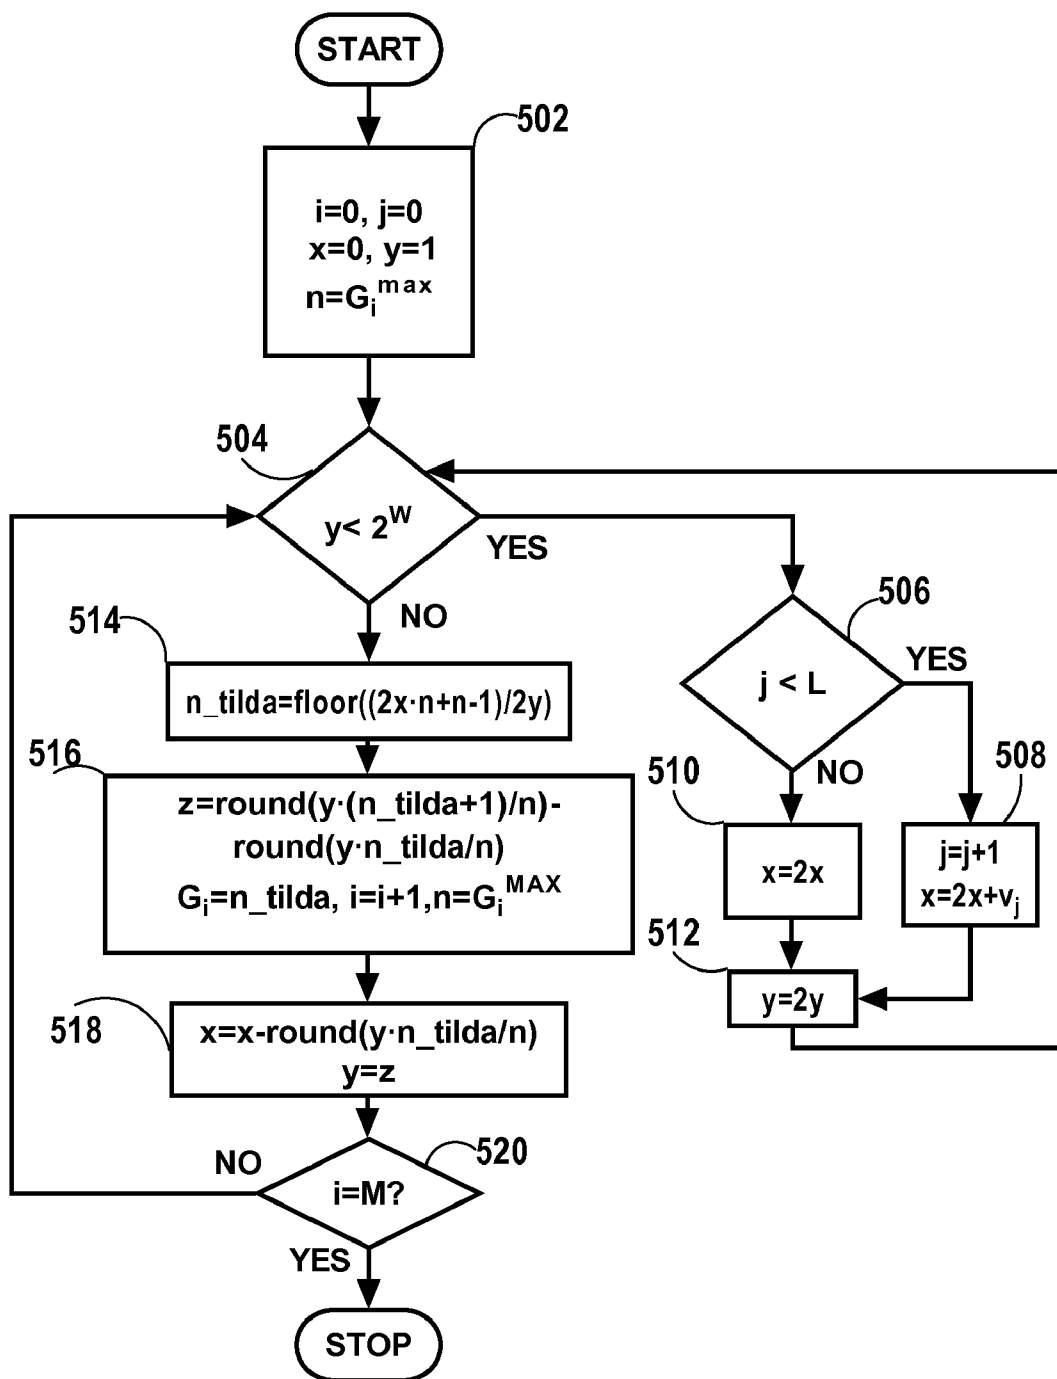 START
502
i=0, j=0
x=0, y=1
n=G_i^max
504
y< 2^W
YES
NO
506
j < L
YES
NO
514
n_tilda=floor((2x·n+n-1)/2y)
516
z=round(y·(n_tilda+1)/n)-
round(y·n_tilda/n)
G_i=n_tilda, i=i+1,n=G_i^MAX
510
x=2x
508
j=j+1
x=2x+v_j
512
y=2y
518
x=x-round(y·n_tilda/n)
y=z
520
i=M?
NO
YES
STOP